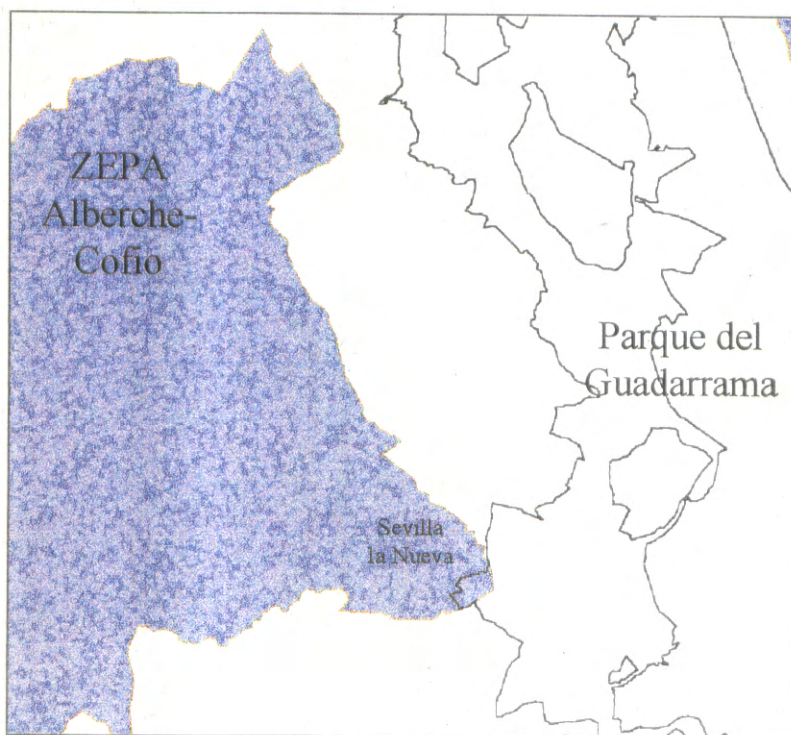 ZEPA
Alberche-
Cofio
Parque del
Guadarrama
Sevilla
la Nueva